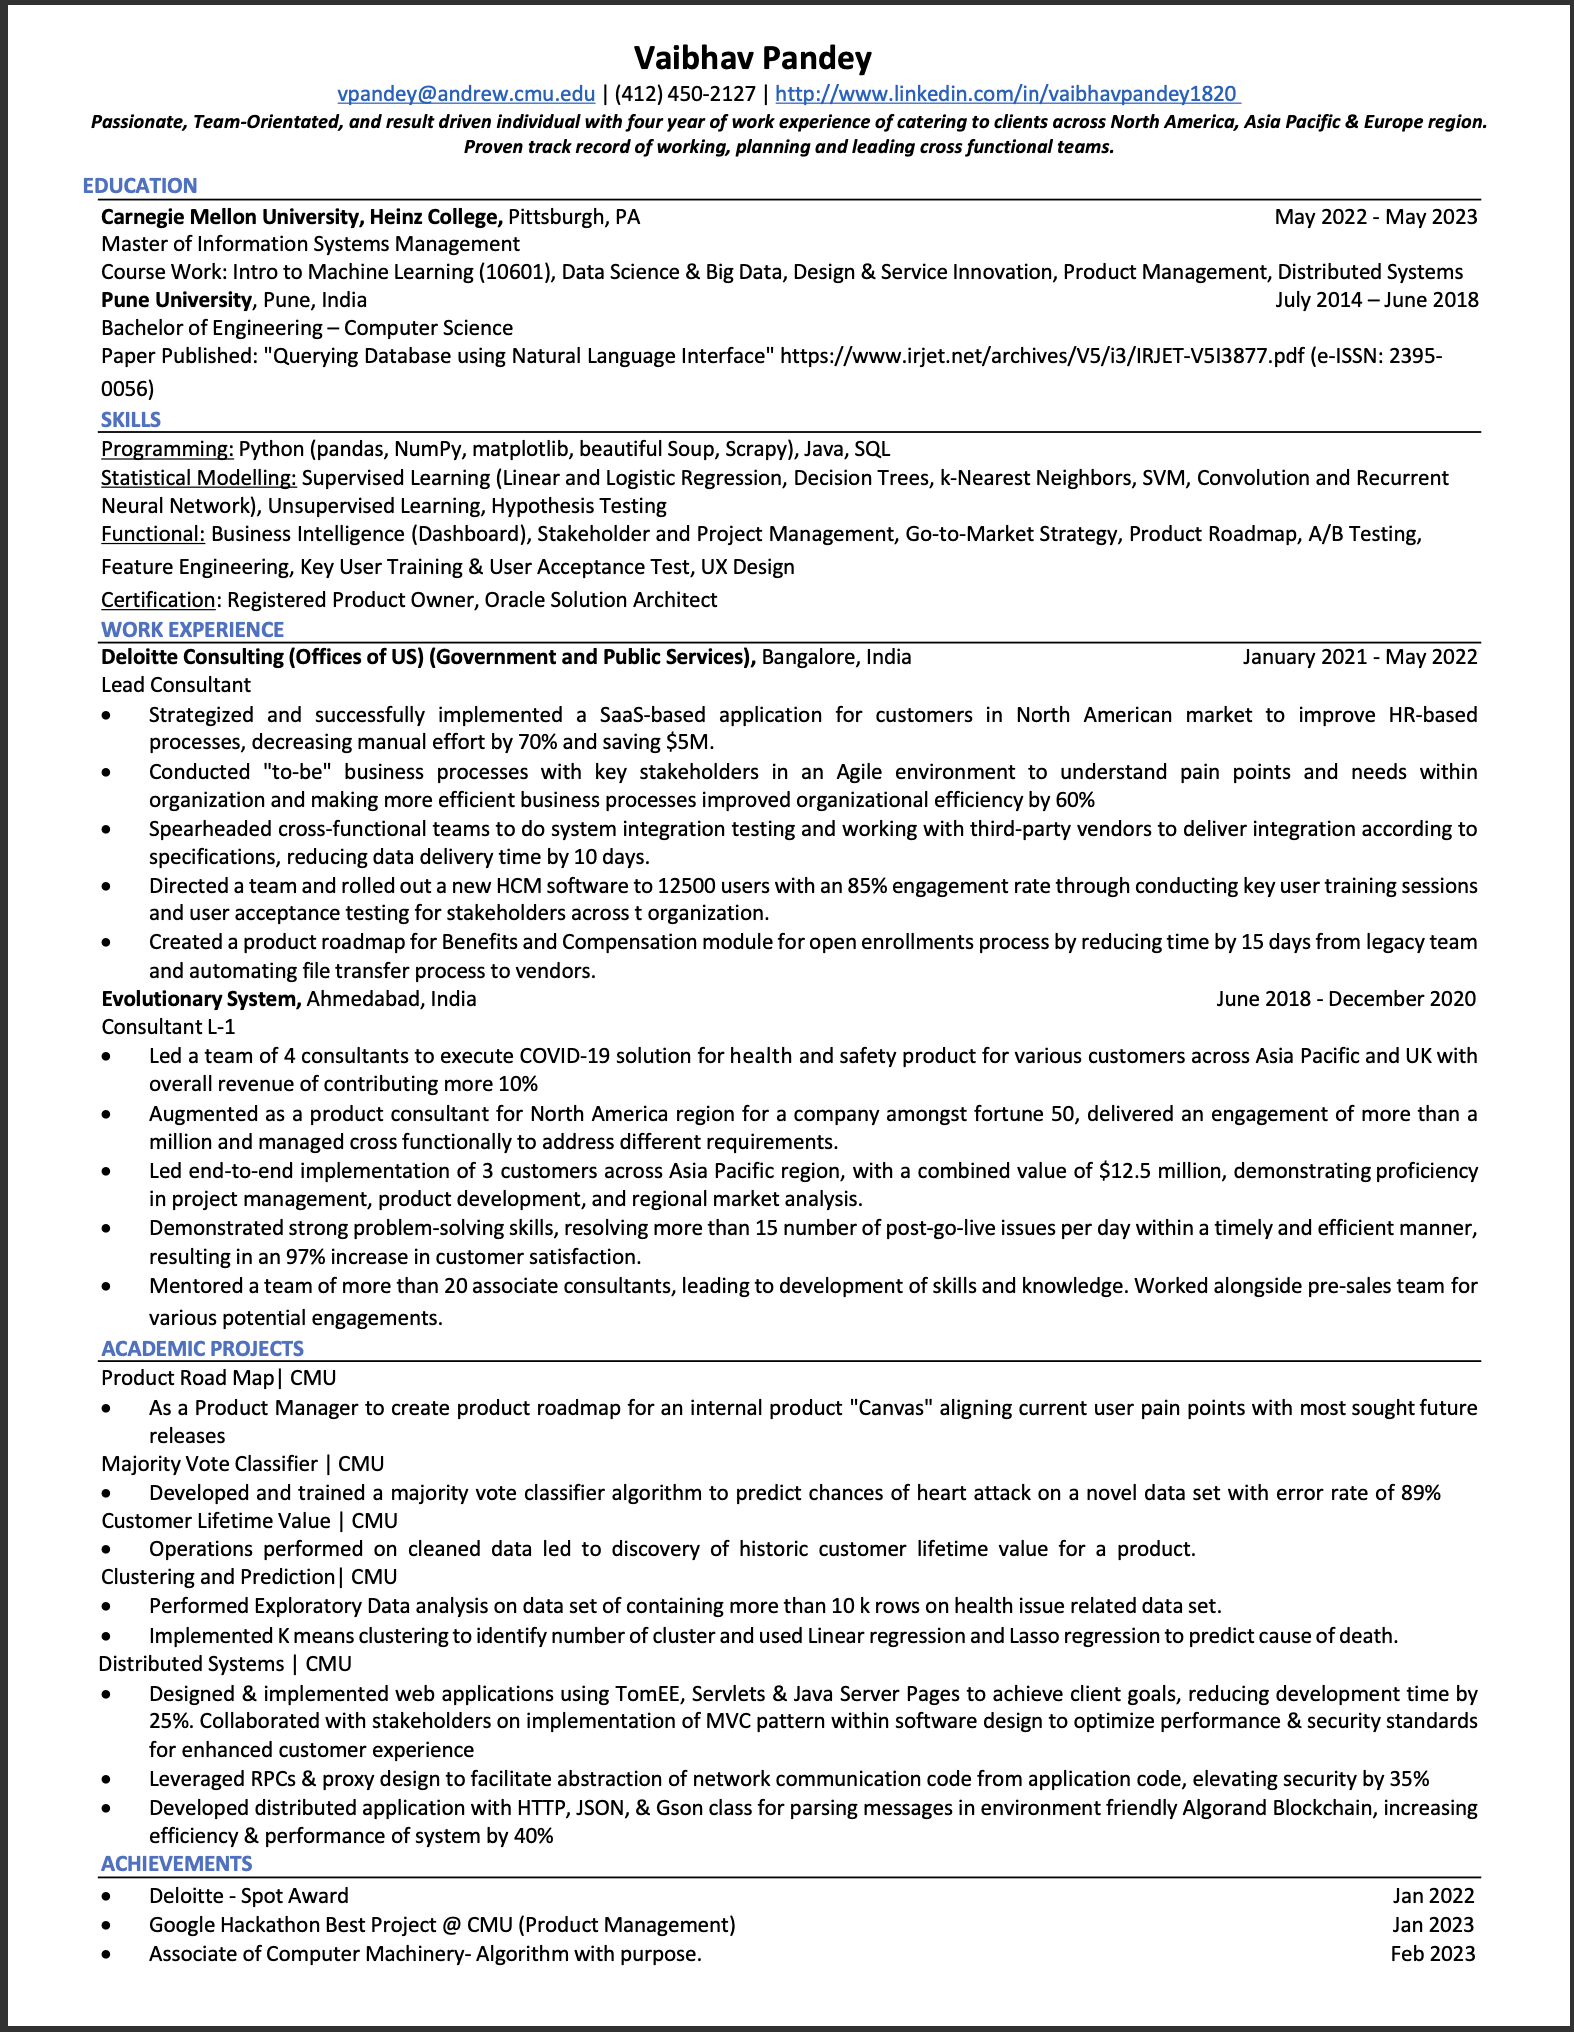 Vaibhav Pandey
vpandey@andrew.cmu.edu | (412) 450-2127 | http://www.linkedin.com/in/vaibhavpandey1820
Passionate, Team-Orientated, and result driven individual with four year of work experience of catering to clients across North America, Asia Pacific & Europe region.
Proven track record of working, planning and leading cross functional teams.
EDUCATION
Carnegie Mellon University, Heinz College, Pittsburgh, PA May 2022 - May 2023
Master of Information Systems Management
Course Work: Intro to Machine Learning (10601), Data Science & Big Data, Design & Service Innovation, Product Management, Distributed Systems
Pune University, Pune, India July 2014 – June 2018
Bachelor of Engineering – Computer Science
Paper Published: "Querying Database using Natural Language Interface" https://www.irjet.net/archives/V5/i3/IRJET-V5I3877.pdf (e-ISSN: 2395-
0056)
SKILLS
Programming: Python (pandas, NumPy, matplotlib, beautiful Soup, Scrapy), Java, SQL
Statistical Modelling: Supervised Learning (Linear and Logistic Regression, Decision Trees, k-Nearest Neighbors, SVM, Convolution and Recurrent
Neural Network), Unsupervised Learning, Hypothesis Testing
Functional: Business Intelligence (Dashboard), Stakeholder and Project Management, Go-to-Market Strategy, Product Roadmap, A/B Testing,
Feature Engineering, Key User Training & User Acceptance Test, UX Design
Certification: Registered Product Owner, Oracle Solution Architect
WORK EXPERIENCE
Deloitte Consulting (Offices of US) (Government and Public Services), Bangalore, India January 2021 - May 2022
Lead Consultant
• Strategized and successfully implemented a SaaS-based application for customers in North American market to improve HR-based
processes, decreasing manual effort by 70% and saving $5M.
• Conducted "to-be" business processes with key stakeholders in an Agile environment to understand pain points and needs within
organization and making more efficient business processes improved organizational efficiency by 60%
• Spearheaded cross-functional teams to do system integration testing and working with third-party vendors to deliver integration according to
specifications, reducing data delivery time by 10 days.
• Directed a team and rolled out a new HCM software to 12500 users with an 85% engagement rate through conducting key user training sessions
and user acceptance testing for stakeholders across t organization.
• Created a product roadmap for Benefits and Compensation module for open enrollments process by reducing time by 15 days from legacy team
and automating file transfer process to vendors.
Evolutionary System, Ahmedabad, India June 2018 - December 2020
Consultant L-1
• Led a team of 4 consultants to execute COVID-19 solution for health and safety product for various customers across Asia Pacific and UK with
overall revenue of contributing more 10%
• Augmented as a product consultant for North America region for a company amongst fortune 50, delivered an engagement of more than a
million and managed cross functionally to address different requirements.
• Led end-to-end implementation of 3 customers across Asia Pacific region, with a combined value of $12.5 million, demonstrating proficiency
in project management, product development, and regional market analysis.
• Demonstrated strong problem-solving skills, resolving more than 15 number of post-go-live issues per day within a timely and efficient manner,
resulting in an 97% increase in customer satisfaction.
• Mentored a team of more than 20 associate consultants, leading to development of skills and knowledge. Worked alongside pre-sales team for
various potential engagements.
ACADEMIC PROJECTS
Product Road Map| CMU
• As a Product Manager to create product roadmap for an internal product "Canvas" aligning current user pain points with most sought future
releases
Majority Vote Classifier | CMU
• Developed and trained a majority vote classifier algorithm to predict chances of heart attack on a novel data set with error rate of 89%
Customer Lifetime Value | CMU
• Operations performed on cleaned data led to discovery of historic customer lifetime value for a product.
Clustering and Prediction| CMU
• Performed Exploratory Data analysis on data set of containing more than 10 k rows on health issue related data set.
• Implemented K means clustering to identify number of cluster and used Linear regression and Lasso regression to predict cause of death.
Distributed Systems | CMU
• Designed & implemented web applications using TomEE, Servlets & Java Server Pages to achieve client goals, reducing development time by
25%. Collaborated with stakeholders on implementation of MVC pattern within software design to optimize performance & security standards
for enhanced customer experience
• Leveraged RPCs & proxy design to facilitate abstraction of network communication code from application code, elevating security by 35%
• Developed distributed application with HTTP, JSON, & Gson class for parsing messages in environment friendly Algorand Blockchain, increasing
efficiency & performance of system by 40%
ACHIEVEMENTS
• Deloitte - Spot Award Jan 2022
• Google Hackathon Best Project @ CMU (Product Management) Jan 2023
• Associate of Computer Machinery- Algorithm with purpose. Feb 2023